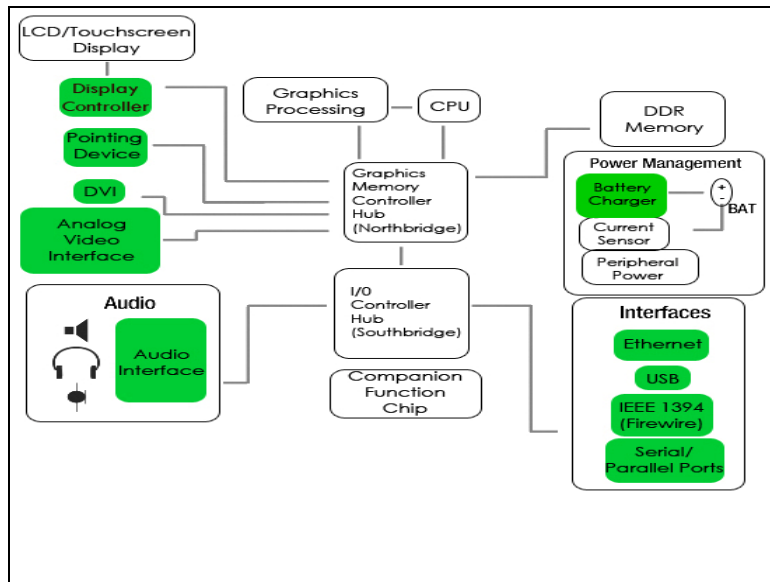 LCD/Touchscreen
Display
Display
Controller
Pointing
Device
DVI
Analog
Video
Interface
Graphics
Processing
CPU
DDR
Memory
Graphics
Memory
Controller
Hub
(Northbridge)
Power Management
Battery
Charger
+
-
BAT
Current
Sensor
Peripheral
Power
Audio
Audio
Interface
I/0
Controller
Hub
(Southbridge)
Companion
Function
Chip
Interfaces
Ethernet
USB
IEEE 1394
(Firewire)
Serial/
Parallel Ports